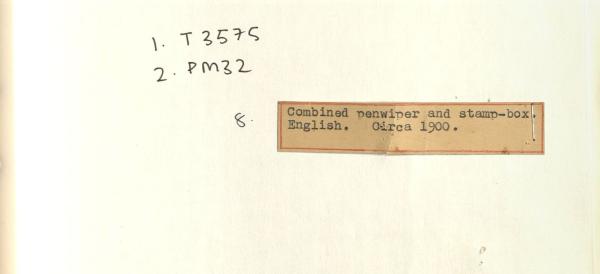 1. T3575
2. PM32
8.
Combined penwiper and stamp-box.
English. Circa 1900.